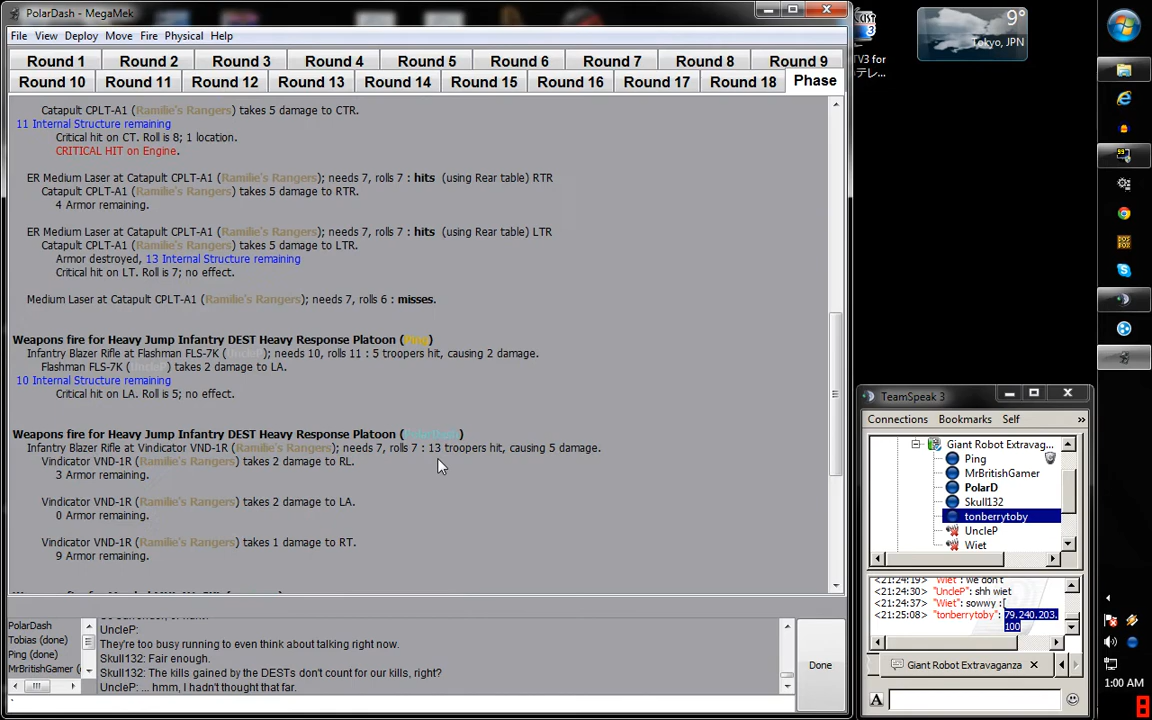 PolarDash - MegaMek
File View Deploy Move Fire Physical Help
Round 1 Round 2 Round 3 Round 4 Round 5 Round 6 Round 7 Round 8 Round 9
Round 10 Round 11 Round 12 Round 13 Round 14 Round 15 Round 16 Round 17 Round 18 Phase
Catapult CPLT-A1 (Ramilie's Rangers) takes 5 damage to CTR.
11 Internal Structure remaining
Critical hit on CT. Roll is 8; 1 location.
CRITICAL HIT on Engine.
ER Medium Laser at Catapult CPLT-A1 (Ramilie's Rangers); needs 7, rolls 7 : hits (using Rear table) RTR
Catapult CPLT-A1 (Ramilie's Rangers) takes 5 damage to RTR.
4 Armor remaining.
ER Medium Laser at Catapult CPLT-A1 (Ramilie's Rangers); needs 7, rolls 7 : hits (using Rear table) LTR
Catapult CPLT-A1 (Ramilie's Rangers) takes 5 damage to LTR.
Armor destroyed, 13 Internal Structure remaining
Critical hit on LT. Roll is 7; no effect.
Medium Laser at Catapult CPLT-A1 (Ramilie's Rangers); needs 7, rolls 6 : misses.
Weapons fire for Heavy Jump Infantry DEST Heavy Response Platoon (Ping)
Infantry Blazer Rifle at Flashman FLS-7K (UncleP); needs 10, rolls 11 : 5 troopers hit, causing 2 damage.
Flashman FLS-7K (UncleP) takes 2 damage to LA.
10 Internal Structure remaining
Critical hit on LA. Roll is 5; no effect.
Weapons fire for Heavy Jump Infantry DEST Heavy Response Platoon (PolarDash)
Infantry Blazer Rifle at Vindicator VND-1R (Ramilie's Rangers); needs 7, rolls 7 : 13 troopers hit, causing 5 damage.
Vindicator VND-1R (Ramilie's Rangers) takes 2 damage to RL.
3 Armor remaining.
Vindicator VND-1R (Ramilie's Rangers) takes 2 damage to LA.
0 Armor remaining.
Vindicator VND-1R (Ramilie's Rangers) takes 1 damage to RT.
9 Armor remaining.
PolarDash
Tobias (done)
Ping (done)
MrBritishGamer (
UncleP:
They're too busy running to even think about talking right now.
Skull132: Fair enough.
Skull132: The kills gained by the DESTs don't count for our kills, right?
UncleP: ... hmm, I hadn't thought that far.
Done
Cast
3
TV3 for
テレ...
9°
Tokyo, JPN
TeamSpeak 3
Connections Bookmarks Self »
Giant Robot Extravag...
Ping
MrBritishGamer
PolarD
Skull132
tonberrytoby
UncleP
Wiet
<21:24:19> "Wiet": we don't
<21:24:30> "UncleP": shh wiet
<21:24:37> "Wiet": sowwy :[
<21:25:08> "tonberrytoby": 79.240.203.
100
Giant Robot Extravaganza
1:00 AM